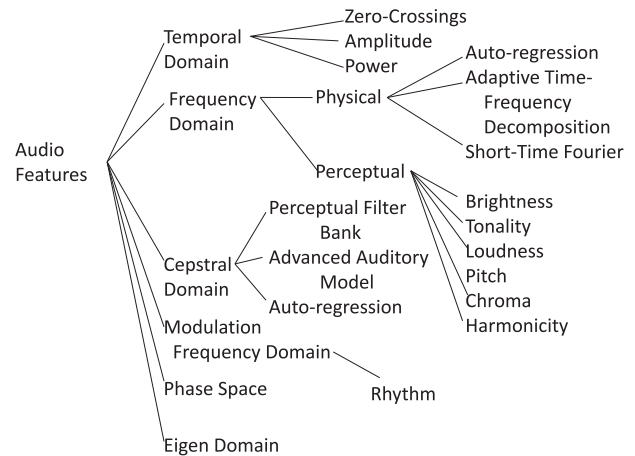 Audio
Features
Temporal
Domain
Zero-Crossings
Amplitude
Power
Frequency
Domain
Physical
Auto-regression
Adaptive Time-
Frequency
Decomposition
Short-Time Fourier
Perceptual
Brightness
Tonality
Loudness
Pitch
Chroma
Harmonicity
Cepstral
Domain
Perceptual Filter
Bank
Advanced Auditory
Model
Auto-regression
Modulation
Frequency Domain
Rhythm
Phase Space
Eigen Domain